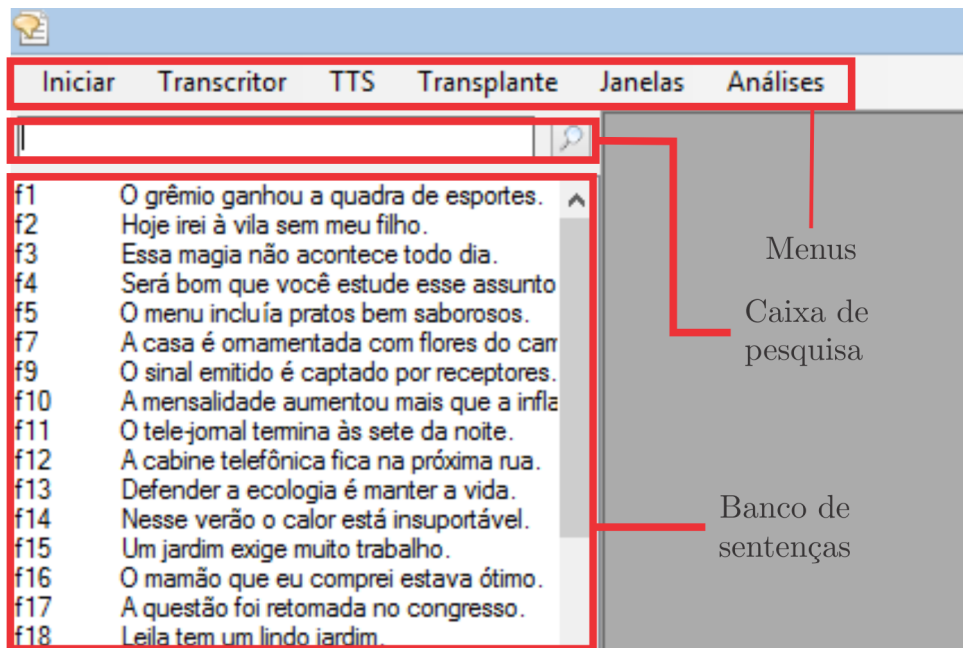 Iniciar Transcritor TTS Transplante Janelas Análises
f1 O grêmio ganhou a quadra de esportes.
f2 Hoje irei à vila sem meu filho.
f3 Essa magia não acontece todo dia.
f4 Será bom que você estude esse assunto
f5 O menu incluía pratos bem saborosos.
f7 A casa é ornamentada com flores do cam
f9 O sinal emitido é captado por receptores.
f10 A mensalidade aumentou mais que a infla
f11 O tele-jornal termina às sete da noite.
f12 A cabine telefônica fica na próxima rua.
f13 Defender a ecologia é manter a vida.
f14 Nesse verão o calor está insuportável.
f15 Um jardim exige muito trabalho.
f16 O mamão que eu comprei estava ótimo.
f17 A questão foi retomada no congresso.
f18 Leila tem um lindo jardim.
Menus
Caixa de
pesquisa
Banco de
sentenças